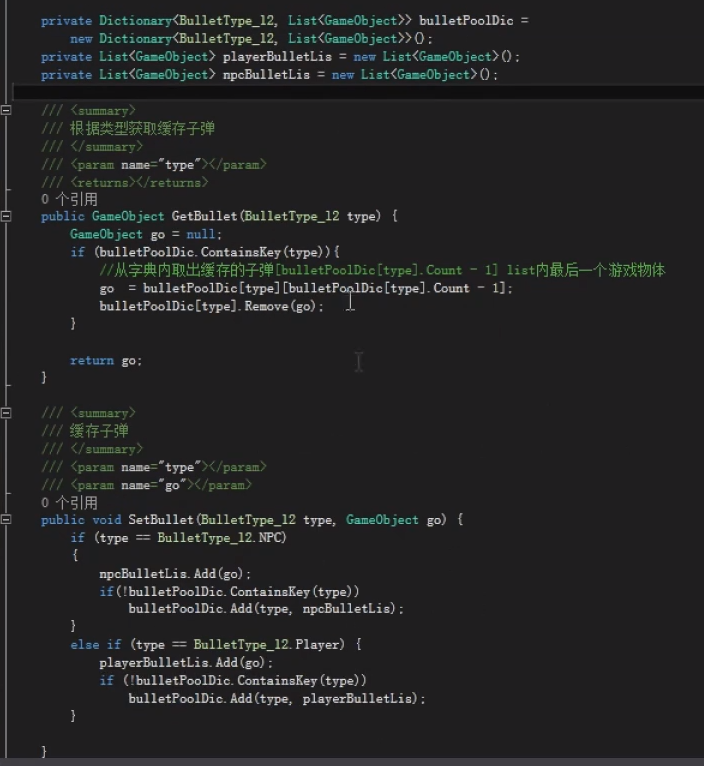 private Dictionary<BulletType_12, List<GameObject>> bulletPoolDic =
new Dictionary<BulletType_12, List<GameObject>>();
private List<GameObject> playerBulletLis = new List<GameObject>();
private List<GameObject> npcBulletLis = new List<GameObject>();
/// <summary>
/// 根据类型获取缓存子弹
/// </summary>
/// <param name="type"></param>
/// <returns></returns>
0 个引用
public GameObject GetBullet(BulletType_12 type) {
GameObject go = null;
if (bulletPoolDic.ContainsKey(type)){
//从字典内取出缓存的子弹[bulletPoolDic[type].Count - 1] list内最后一个游戏物体
go = bulletPoolDic[type][bulletPoolDic[type].Count - 1];
bulletPoolDic[type].Remove(go);
}
return go;
}
/// <summary>
/// 缓存子弹
/// </summary>
/// <param name="type"></param>
/// <param name="go"></param>
0 个引用
public void SetBullet(BulletType_12 type, GameObject go) {
if (type == BulletType_12.NPC)
{
npcBulletLis.Add(go);
if(!bulletPoolDic.ContainsKey(type))
bulletPoolDic.Add(type, npcBulletLis);
}
else if (type == BulletType_12.Player) {
playerBulletLis.Add(go);
if (!bulletPoolDic.ContainsKey(type))
bulletPoolDic.Add(type, playerBulletLis);
}
}